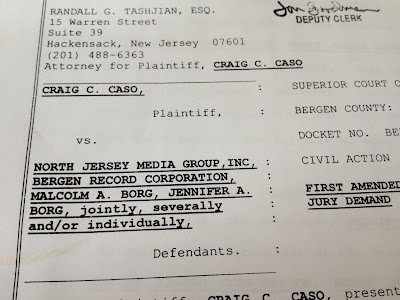 RANDALL G. TASHJIAN, ESQ.
15 Warren Street
Suite 39
Hackensack, New Jersey 07601
(201) 488-6363
Attorney for Plaintiff, CRAIG C. CASO
DEPUTY CLERK
CRAIG C. CASO, : SUPERIOR COURT
Plaintiff, : BERGEN COUNTY:
vs. : DOCKET NO.
NORTH JERSEY MEDIA GROUP,INC, : CIVIL ACTION
BERGEN RECORD CORPORATION, :
MALCOLM A. BORG, JENNIFER A. : FIRST AMENDED
BORG, jointly, severally JURY DEMAND
and/or individually, :
Defendants. :
Plaintiff, CRAIG C. CASO, present